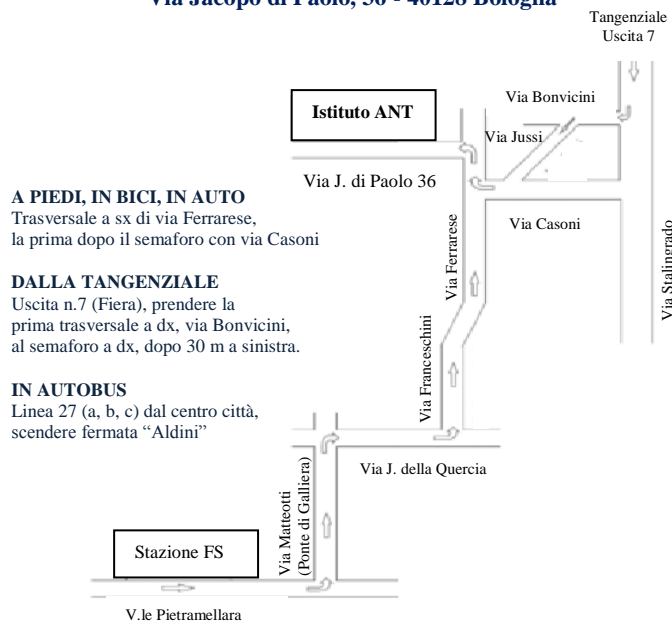 Via Jacopo di Paolo, 36 - 40128 Bologna
Tangenziale
Uscita 7
Via Bonvicini
Istituto ANT
Via Jussi
Via J. di Paolo 36
A PIEDI, IN BICI, IN AUTO
Trasversale a sx di via Ferrarese,
la prima dopo il semaforo con via Casoni
Via Casoni
Via Ferrarese
Via Stalingrado
DALLA TANGENZIALE
Uscita n.7 (Fiera), prendere la
prima trasversale a dx, via Bonvicini,
al semaforo a dx, dopo 30 m a sinistra.
Via Franceschini
IN AUTOBUS
Linea 27 (a, b, c) dal centro città,
scendere fermata “Aldini”
Via J. della Quercia
Via Matteotti
(Ponte di Galliera)
Stazione FS
V.le Pietramellara